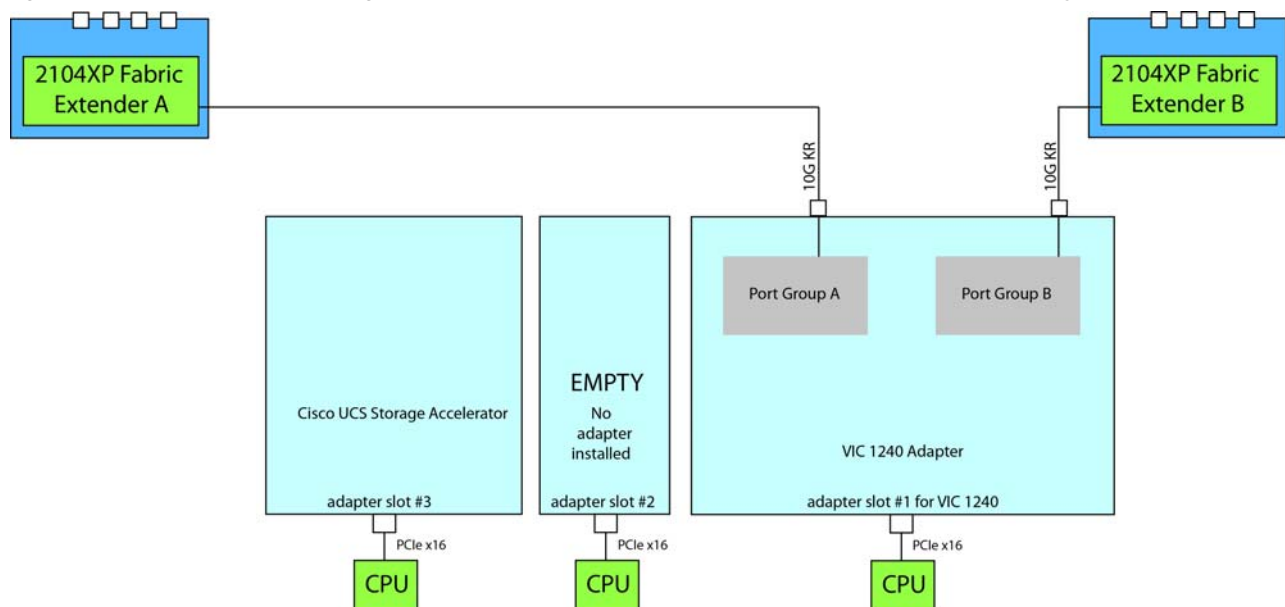 2104XP Fabric
Extender A
2104XP Fabric
Extender B
10G KR
10G KR
Port Group A
Port Group B
Cisco UCS Storage Accelerator
EMPTY
No
adapter
installed
VIC 1240 Adapter
adapter slot #3
adapter slot #2
adapter slot #1 for VIC 1240
PCIe x16
PCIe x16
PCIe x16
CPU
CPU
CPU